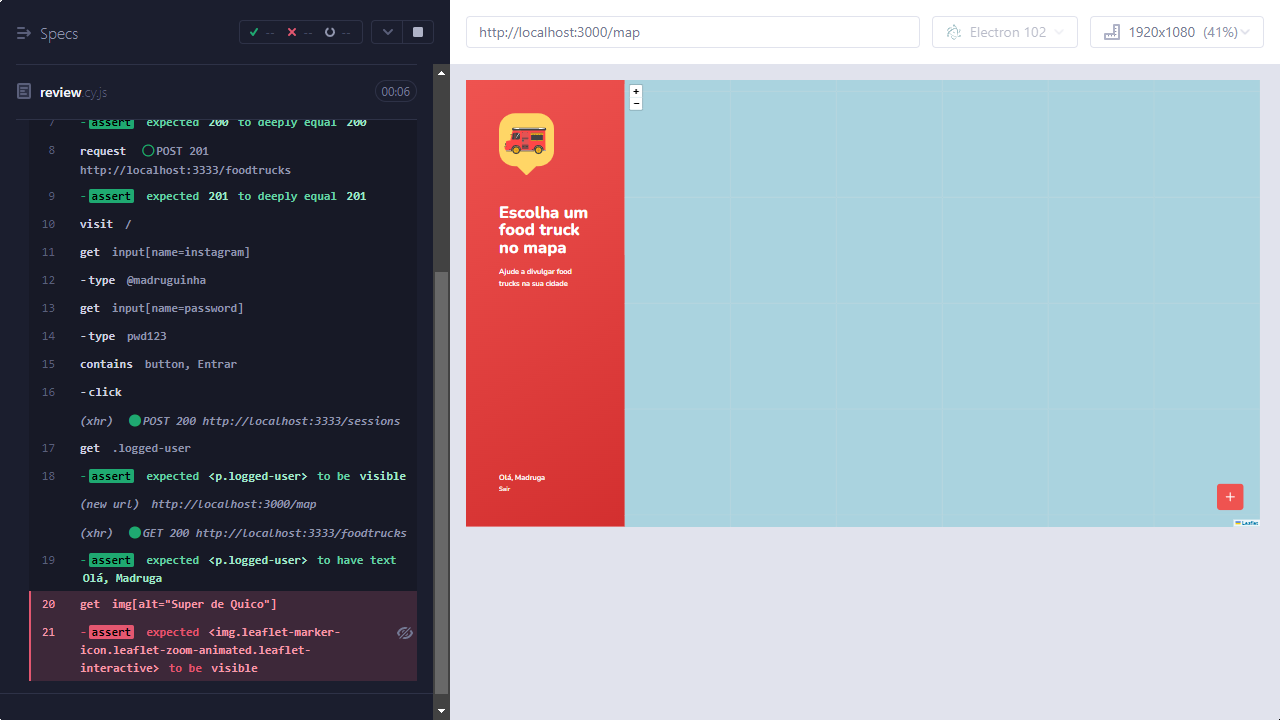 Specs
-- -- --
http://localhost:3000/map
Electron 102
1920x1080 (41%)
review cy.js
00:06
7 -assert expected 200 to deeply equal 200
8 request POST 201
http://localhost:3333/foodtrucks
9 -assert expected 201 to deeply equal 201
10 visit /
11 get input[name=instagram]
12 -type @madruguinha
13 get input[name=password]
14 -type pwd123
15 contains button, Entrar
16 -click
(xhr) POST 200 http://localhost:3333/sessions
17 get .logged-user
18 -assert expected <p.logged-user> to be visible
(new url) http://localhost:3000/map
(xhr) GET 200 http://localhost:3333/foodtrucks
19 -assert expected <p.logged-user> to have text
Olá, Madruga
20 get img[alt="Super de Quico"]
21 -assert expected <img.leaflet-marker-
icon.leaflet-zoom-animated.leaflet-
interactive> to be visible
+
−
Escolha um
food truck
no mapa
Ajude a divulgar food
trucks na sua cidade
Olá, Madruga
Sair
+
Leaflet